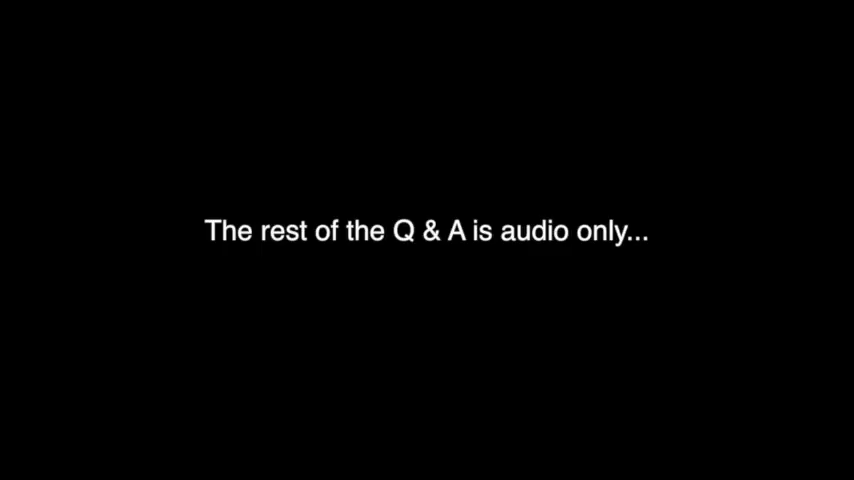 The rest of the Q & A is audio only...